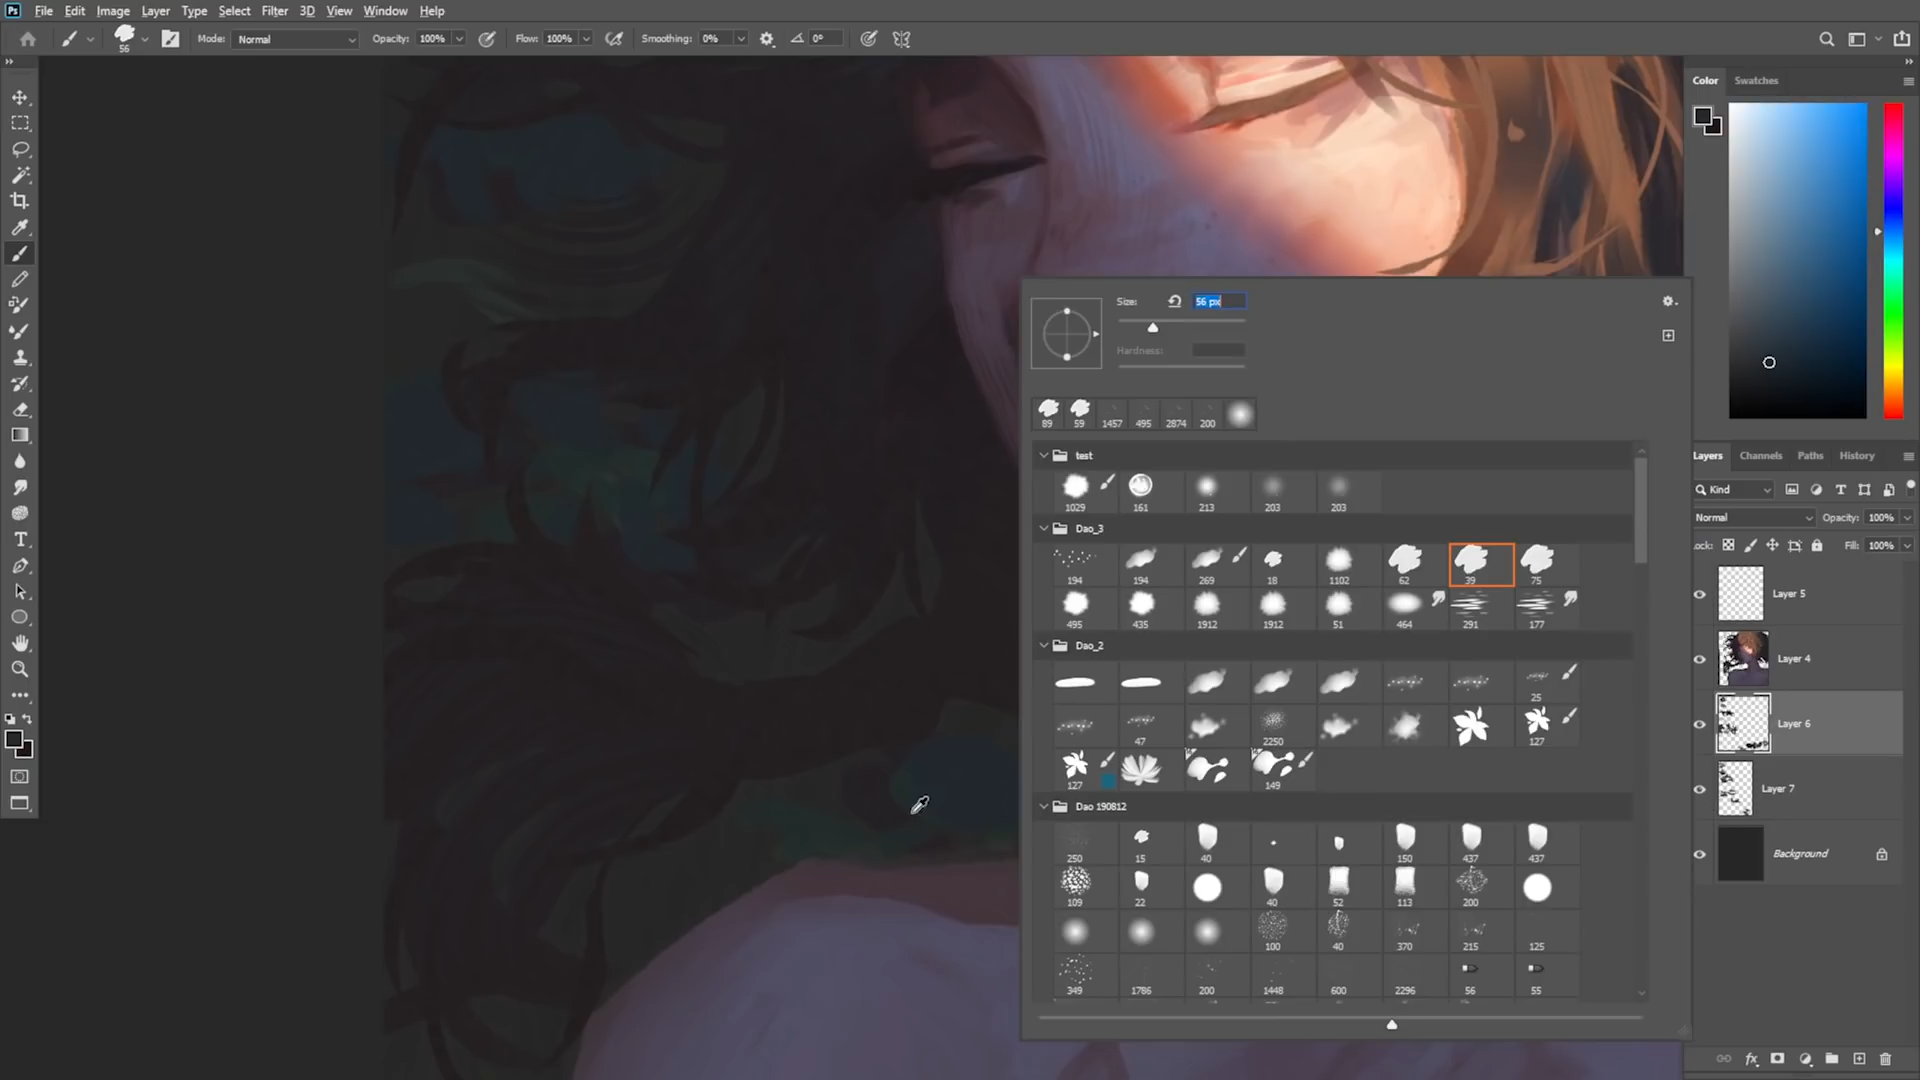 Ps File Edit Image Layer Type Select Filter 3D View Window Help
56 Mode: Normal Opacity: 100% Flow: 100% Smoothing: 0% 0°
Color Swatches
Size: 56 px
Hardness:
89 59 1457 495 2874 200
test
1029 161 213 203 203
Dao_3
194 194 269 18 1102 62 39 75
495 435 1912 1912 51 464 291 177
Dao_2
25
47 2250 127
127 149
Dao 190812
250 15 40 150 437 437
109 22 40 52 113 200
100 40 370 215 125
349 1786 200 1448 600 2296 56 55
Layers Channels Paths History
Kind
Normal Opacity: 100%
ock: Fill: 100%
Layer 5
Layer 4
Layer 6
Layer 7
Background
fx